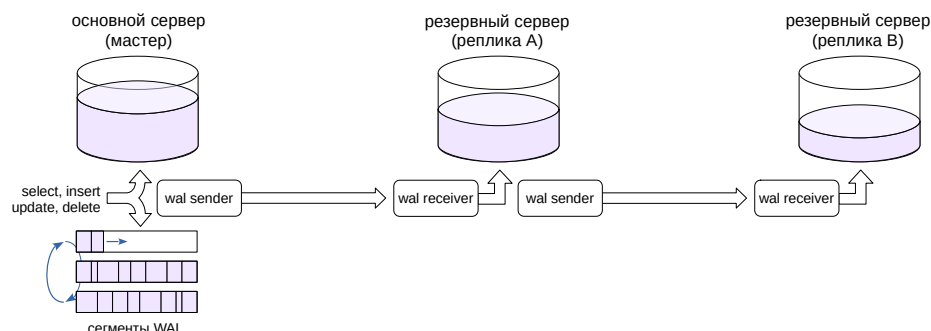 основной сервер
(мастер)
резервный сервер
(реплика A)
резервный сервер
(реплика B)
select, insert
update, delete
wal sender
wal receiver
wal sender
wal receiver
сегменты WAL